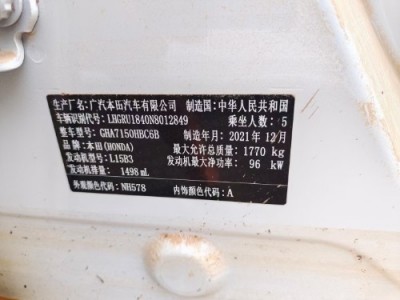 生产厂名：广汽本田汽车有限公司 制造国：中华人民共和国
车辆识别代号：LHGRU1840N8012849 乘坐人数：5
整车型号：GHA7150HBC6B 制造年月：2021年12月
品牌：本田(HONDA) 最大允许总质量：1770 kg
发动机型号：L15B3 发动机最大净功率：96 kW
发动机排量：1498 mL
外观颜色代码：NH578 内饰颜色代码：A